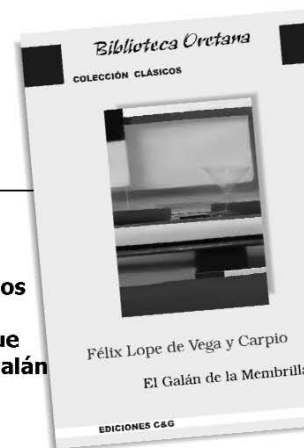 Biblioteca Oretana
COLECCIÓN CLÁSICOS
os
ue
alán
Félix Lope de Vega y Carpio
El Galán de la Membrilla
EDICIONES C&G